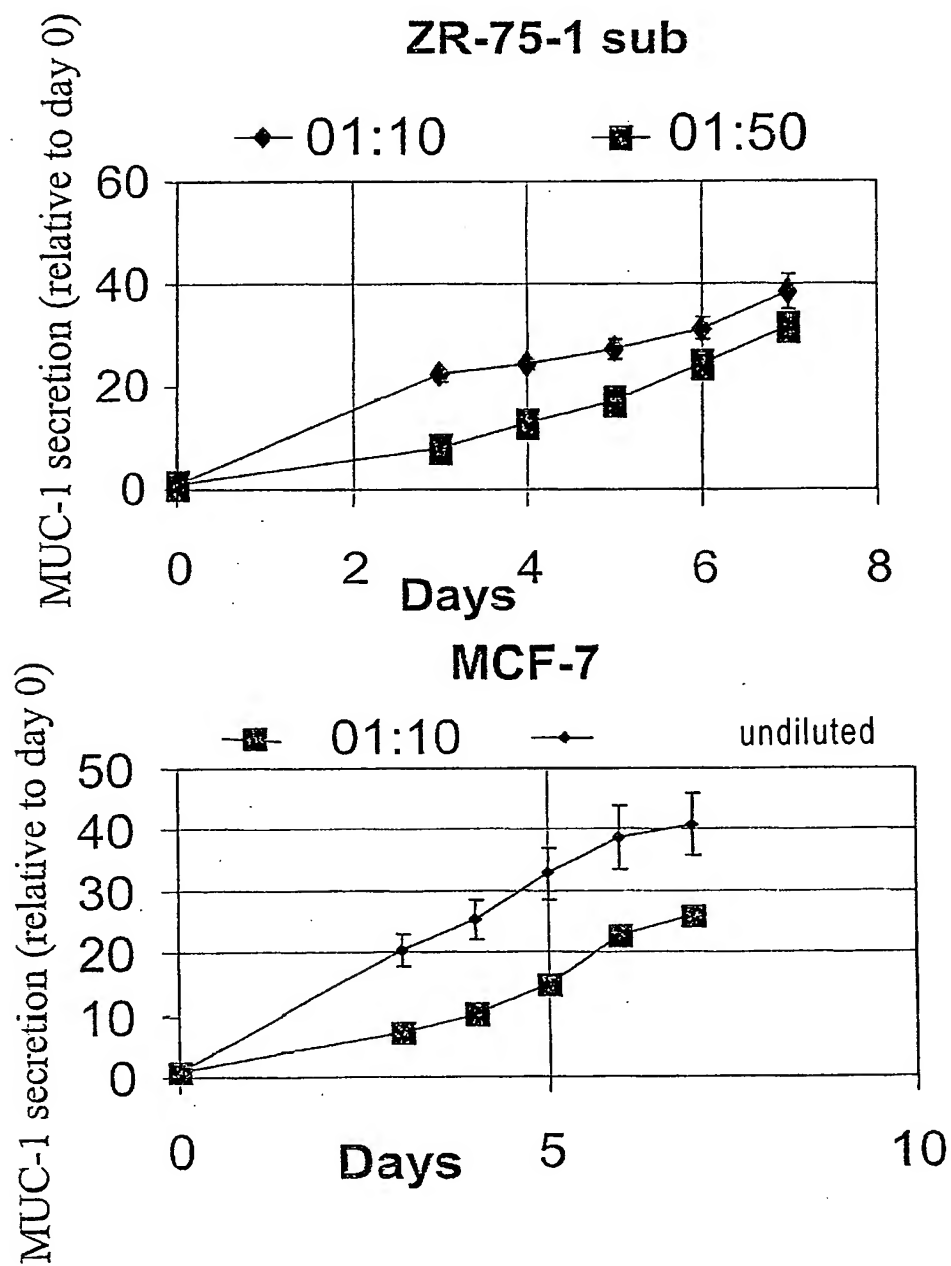 ZR-75-1 sub
01:10 01:50
MUC-1 secretion (relative to day 0)
60
40
20
0
0 2 4 6 8
Days
MCF-7
01:10 undiluted
MUC-1 secretion (relative to day 0)
50
40
30
20
10
0
0 5 10
Days